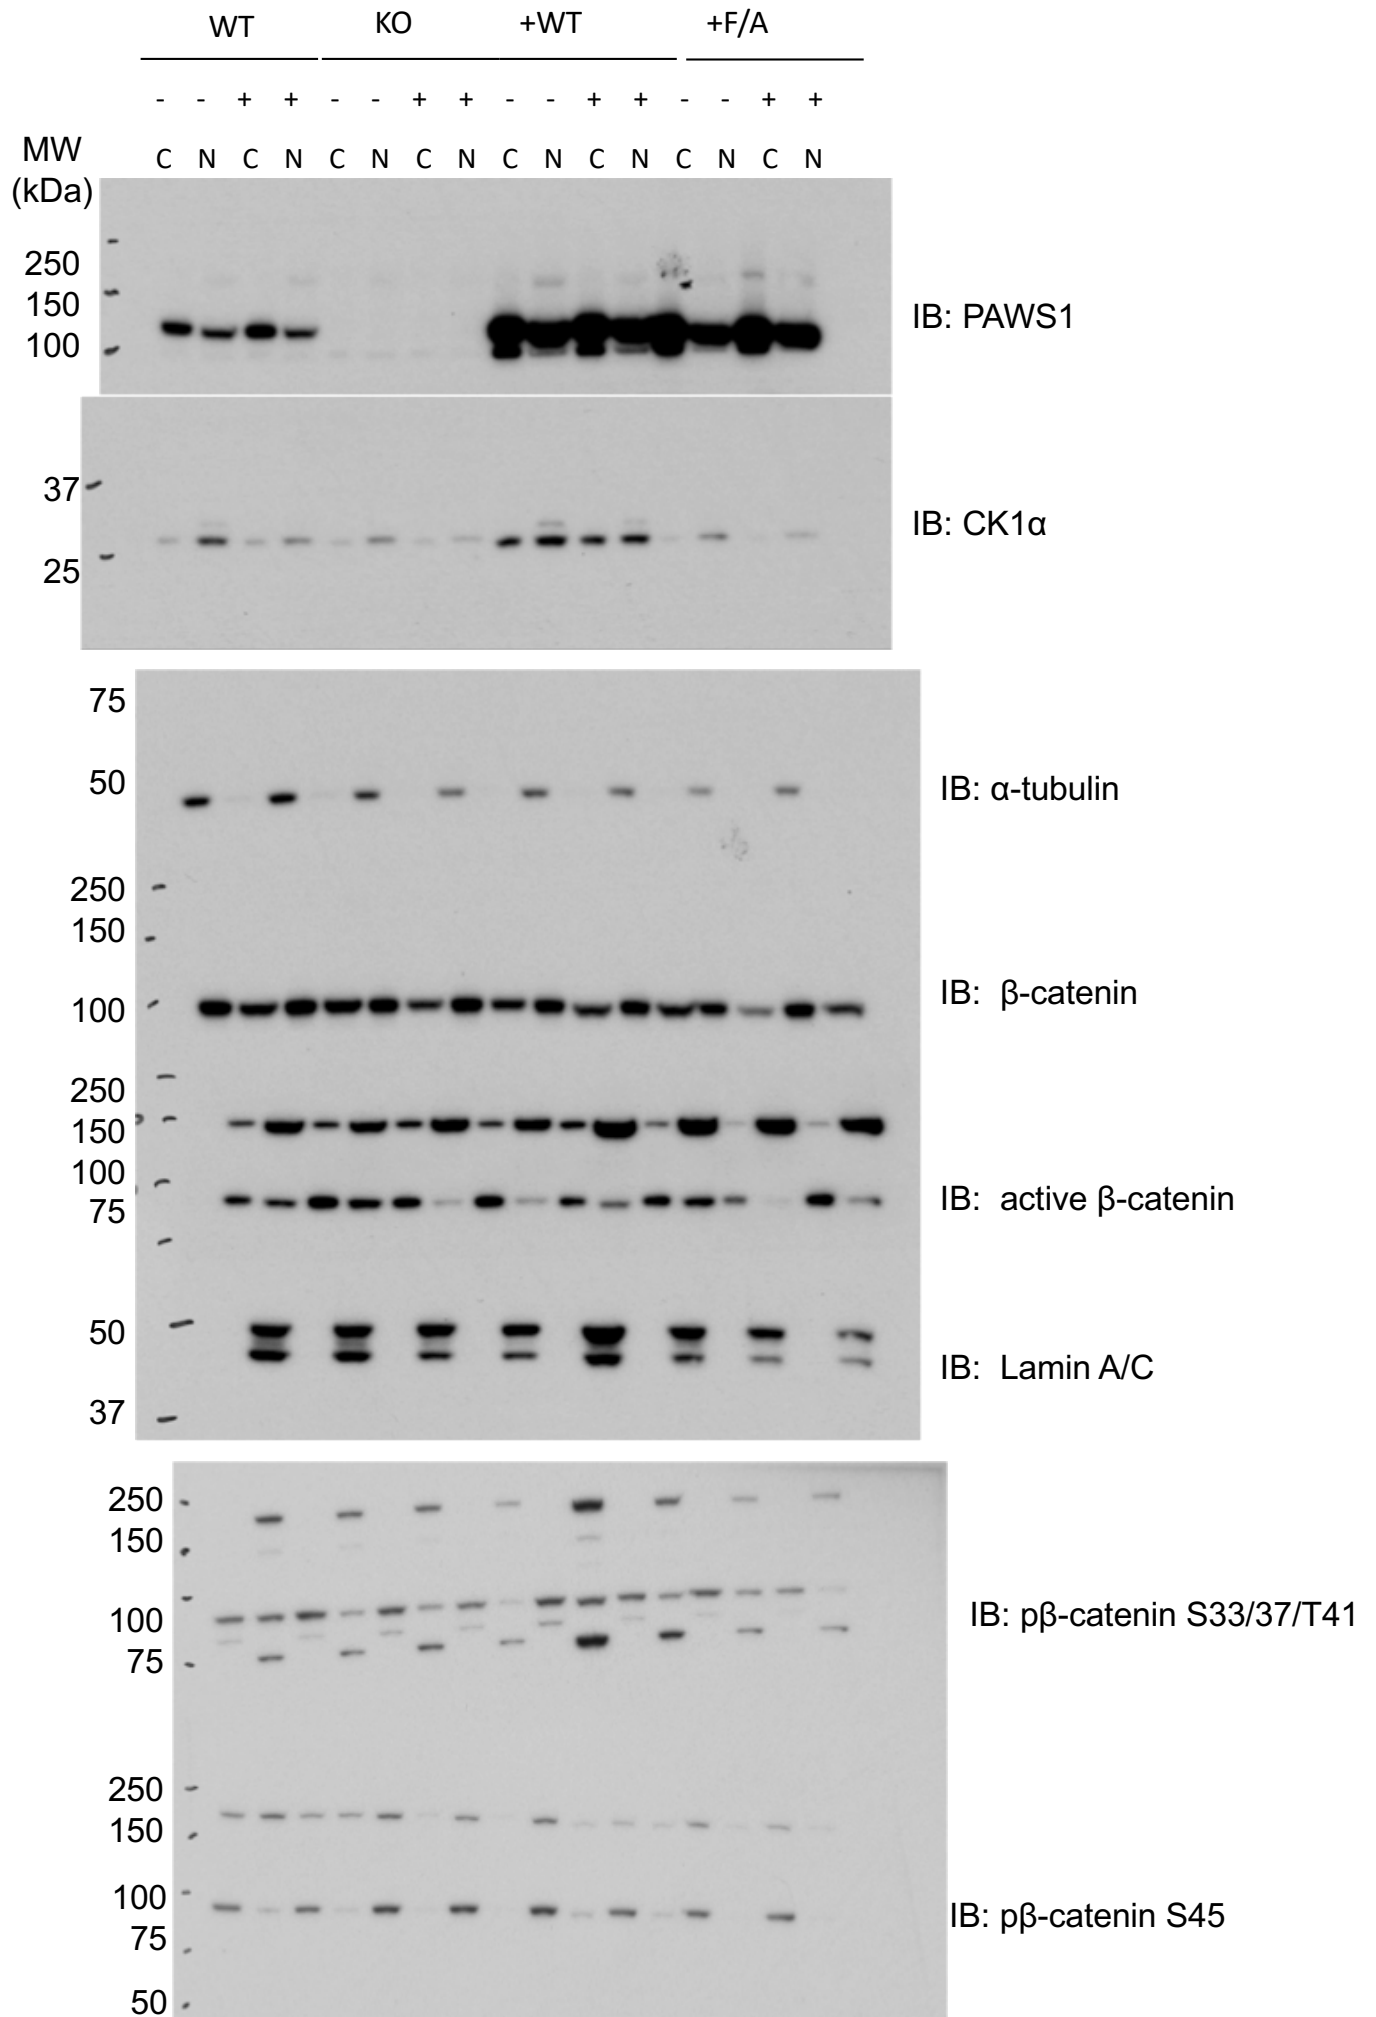 WT KO +WT +F/A
- - + + - - + + - - + + - - + +
MW
(kDa)
C N C N C N C N C N C N C N C N
250
150
100
IB: PAWS1
37
25
IB: CK1α
75
50
IB: α-tubulin
250
150
100
IB: β-catenin
250
150
100
75
IB: active β-catenin
50
37
IB: Lamin A/C
250
150
100
75
IB: pβ-catenin S33/37/T41
250
150
100
75
50
IB: pβ-catenin S45